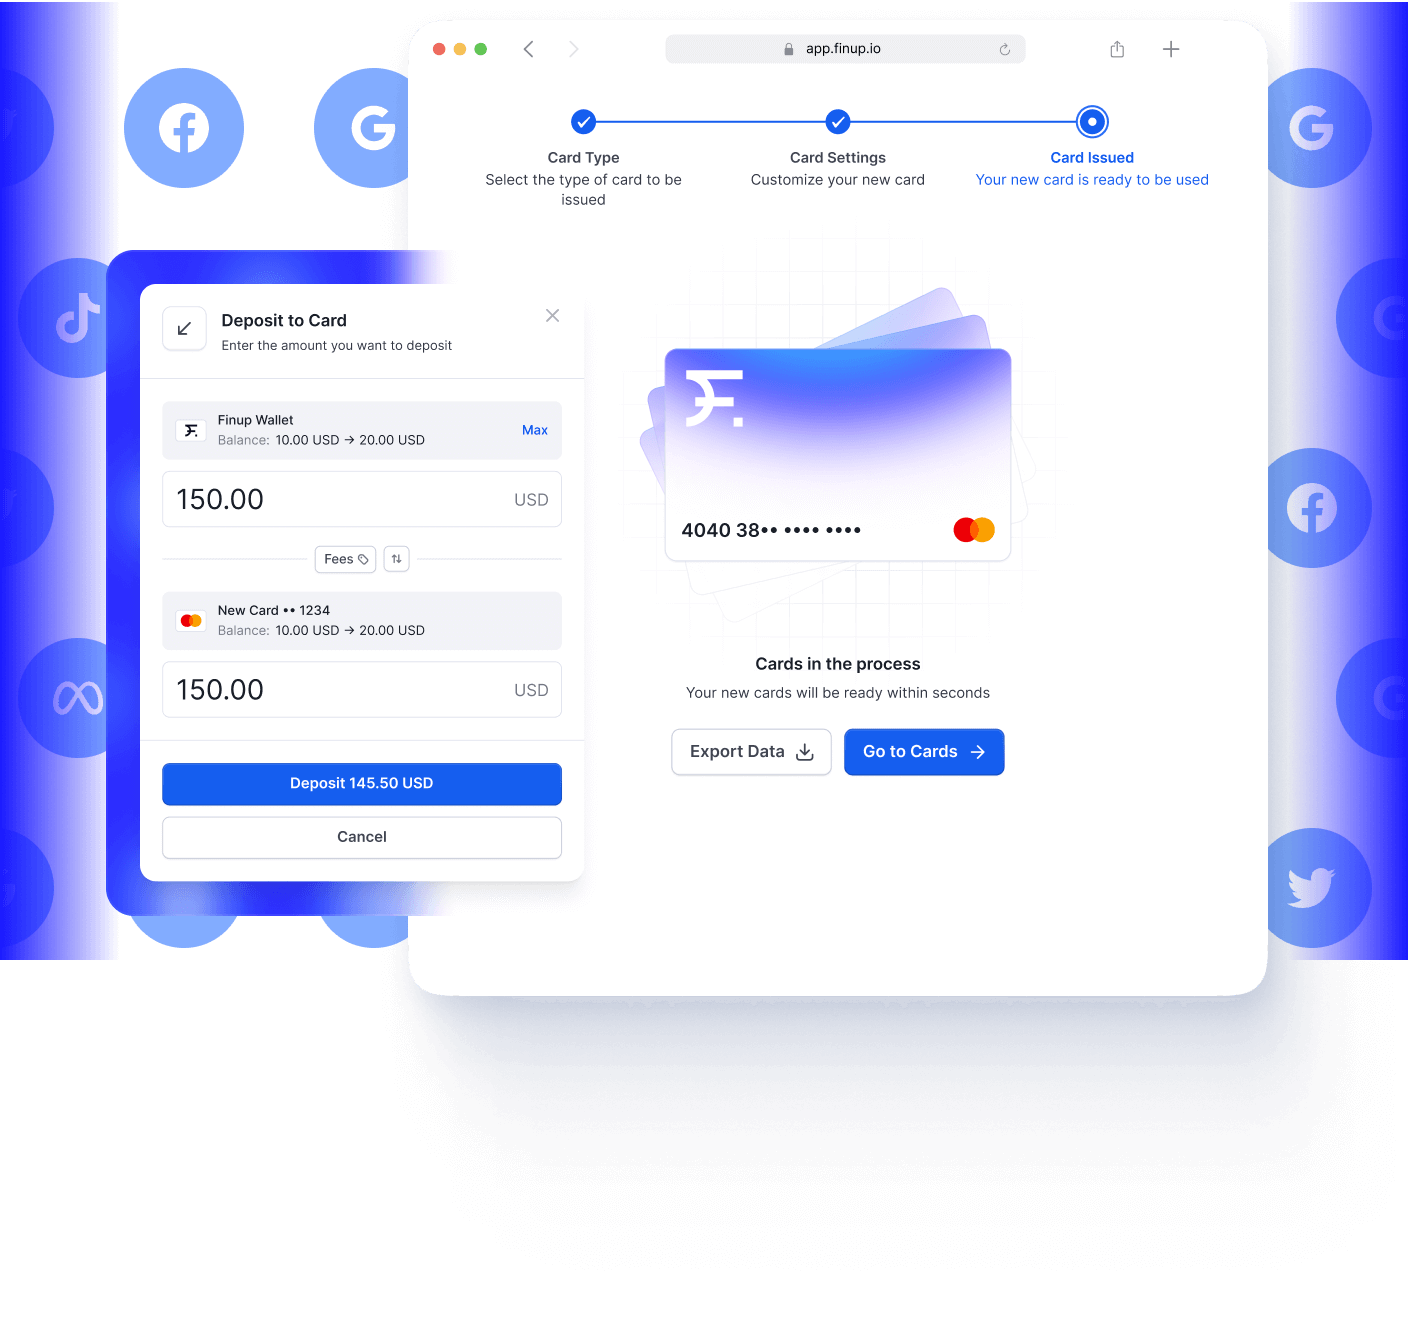 app.finup.io
Card Type
Select the type of card to be
issued
Card Settings
Customize your new card
Card Issued
Your new card is ready to be used
Deposit to Card
Enter the amount you want to deposit
Finup Wallet
Balance: 10.00 USD → 20.00 USD
Max
150.00 USD
Fees
New Card •• 1234
Balance: 10.00 USD → 20.00 USD
150.00 USD
Deposit 145.50 USD
Cancel
4040 38•• •••• ••••
Cards in the process
Your new cards will be ready within seconds
Export Data
Go to Cards →